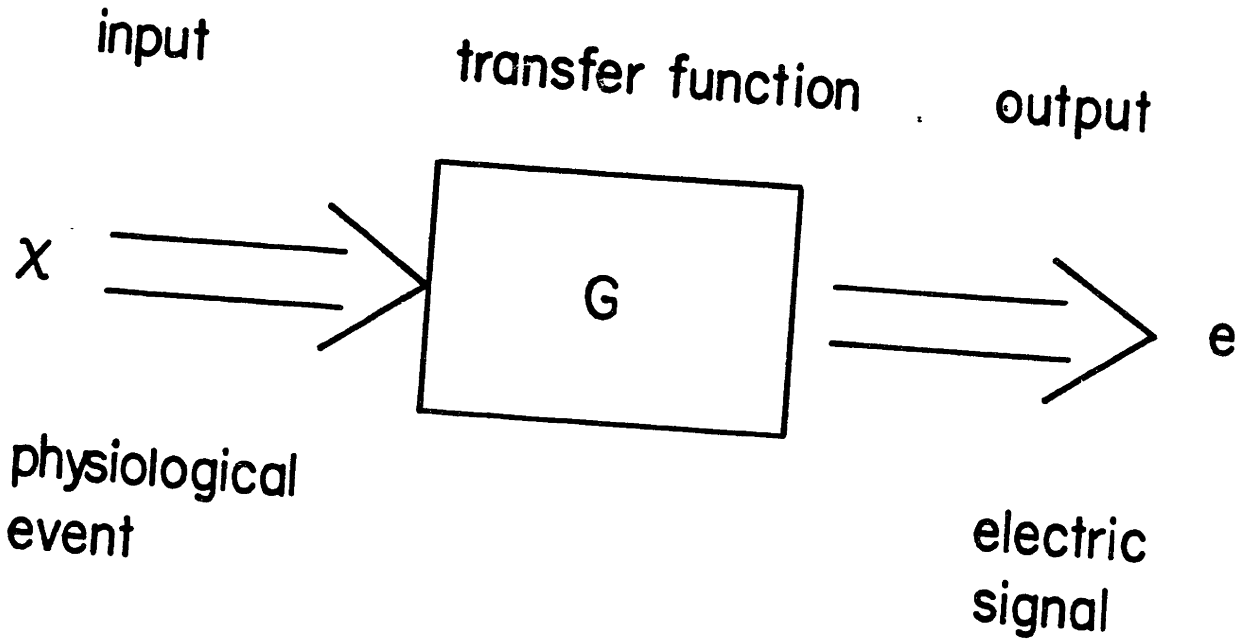 input
transfer function
output
χ
G
e
physiological
event
electric
signal